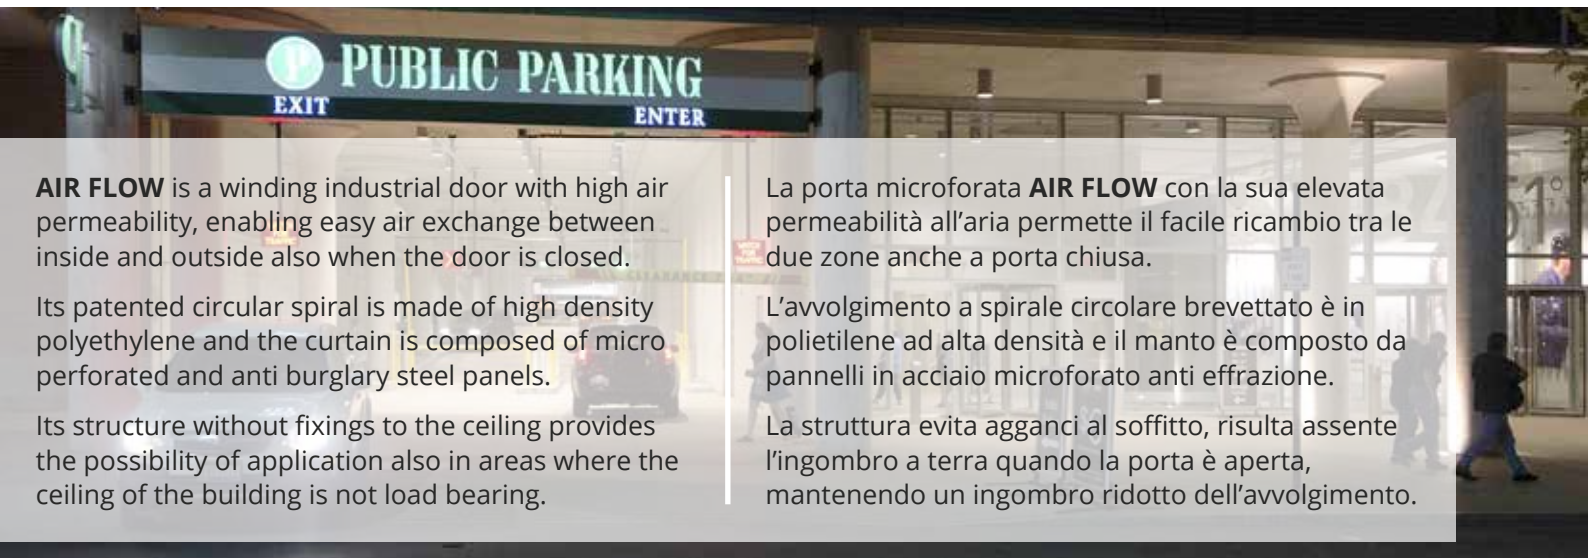 P PUBLIC PARKING
EXIT
ENTER
AIR FLOW is a winding industrial door with high air
permeability, enabling easy air exchange between
inside and outside also when the door is closed.
Its patented circular spiral is made of high density
polyethylene and the curtain is composed of micro
perforated and anti burglary steel panels.
Its structure without fixings to the ceiling provides
the possibility of application also in areas where the
ceiling of the building is not load bearing.
La porta microforata AIR FLOW con la sua elevata
permeabilità all’aria permette il facile ricambio tra le
due zone anche a porta chiusa.
L’avvolgimento a spirale circolare brevettato è in
polietilene ad alta densità e il manto è composto da
pannelli in acciaio microforato anti effrazione.
La struttura evita agganci al soffitto, risulta assente
l’ingombro a terra quando la porta è aperta,
mantenendo un ingombro ridotto dell’avvolgimento.